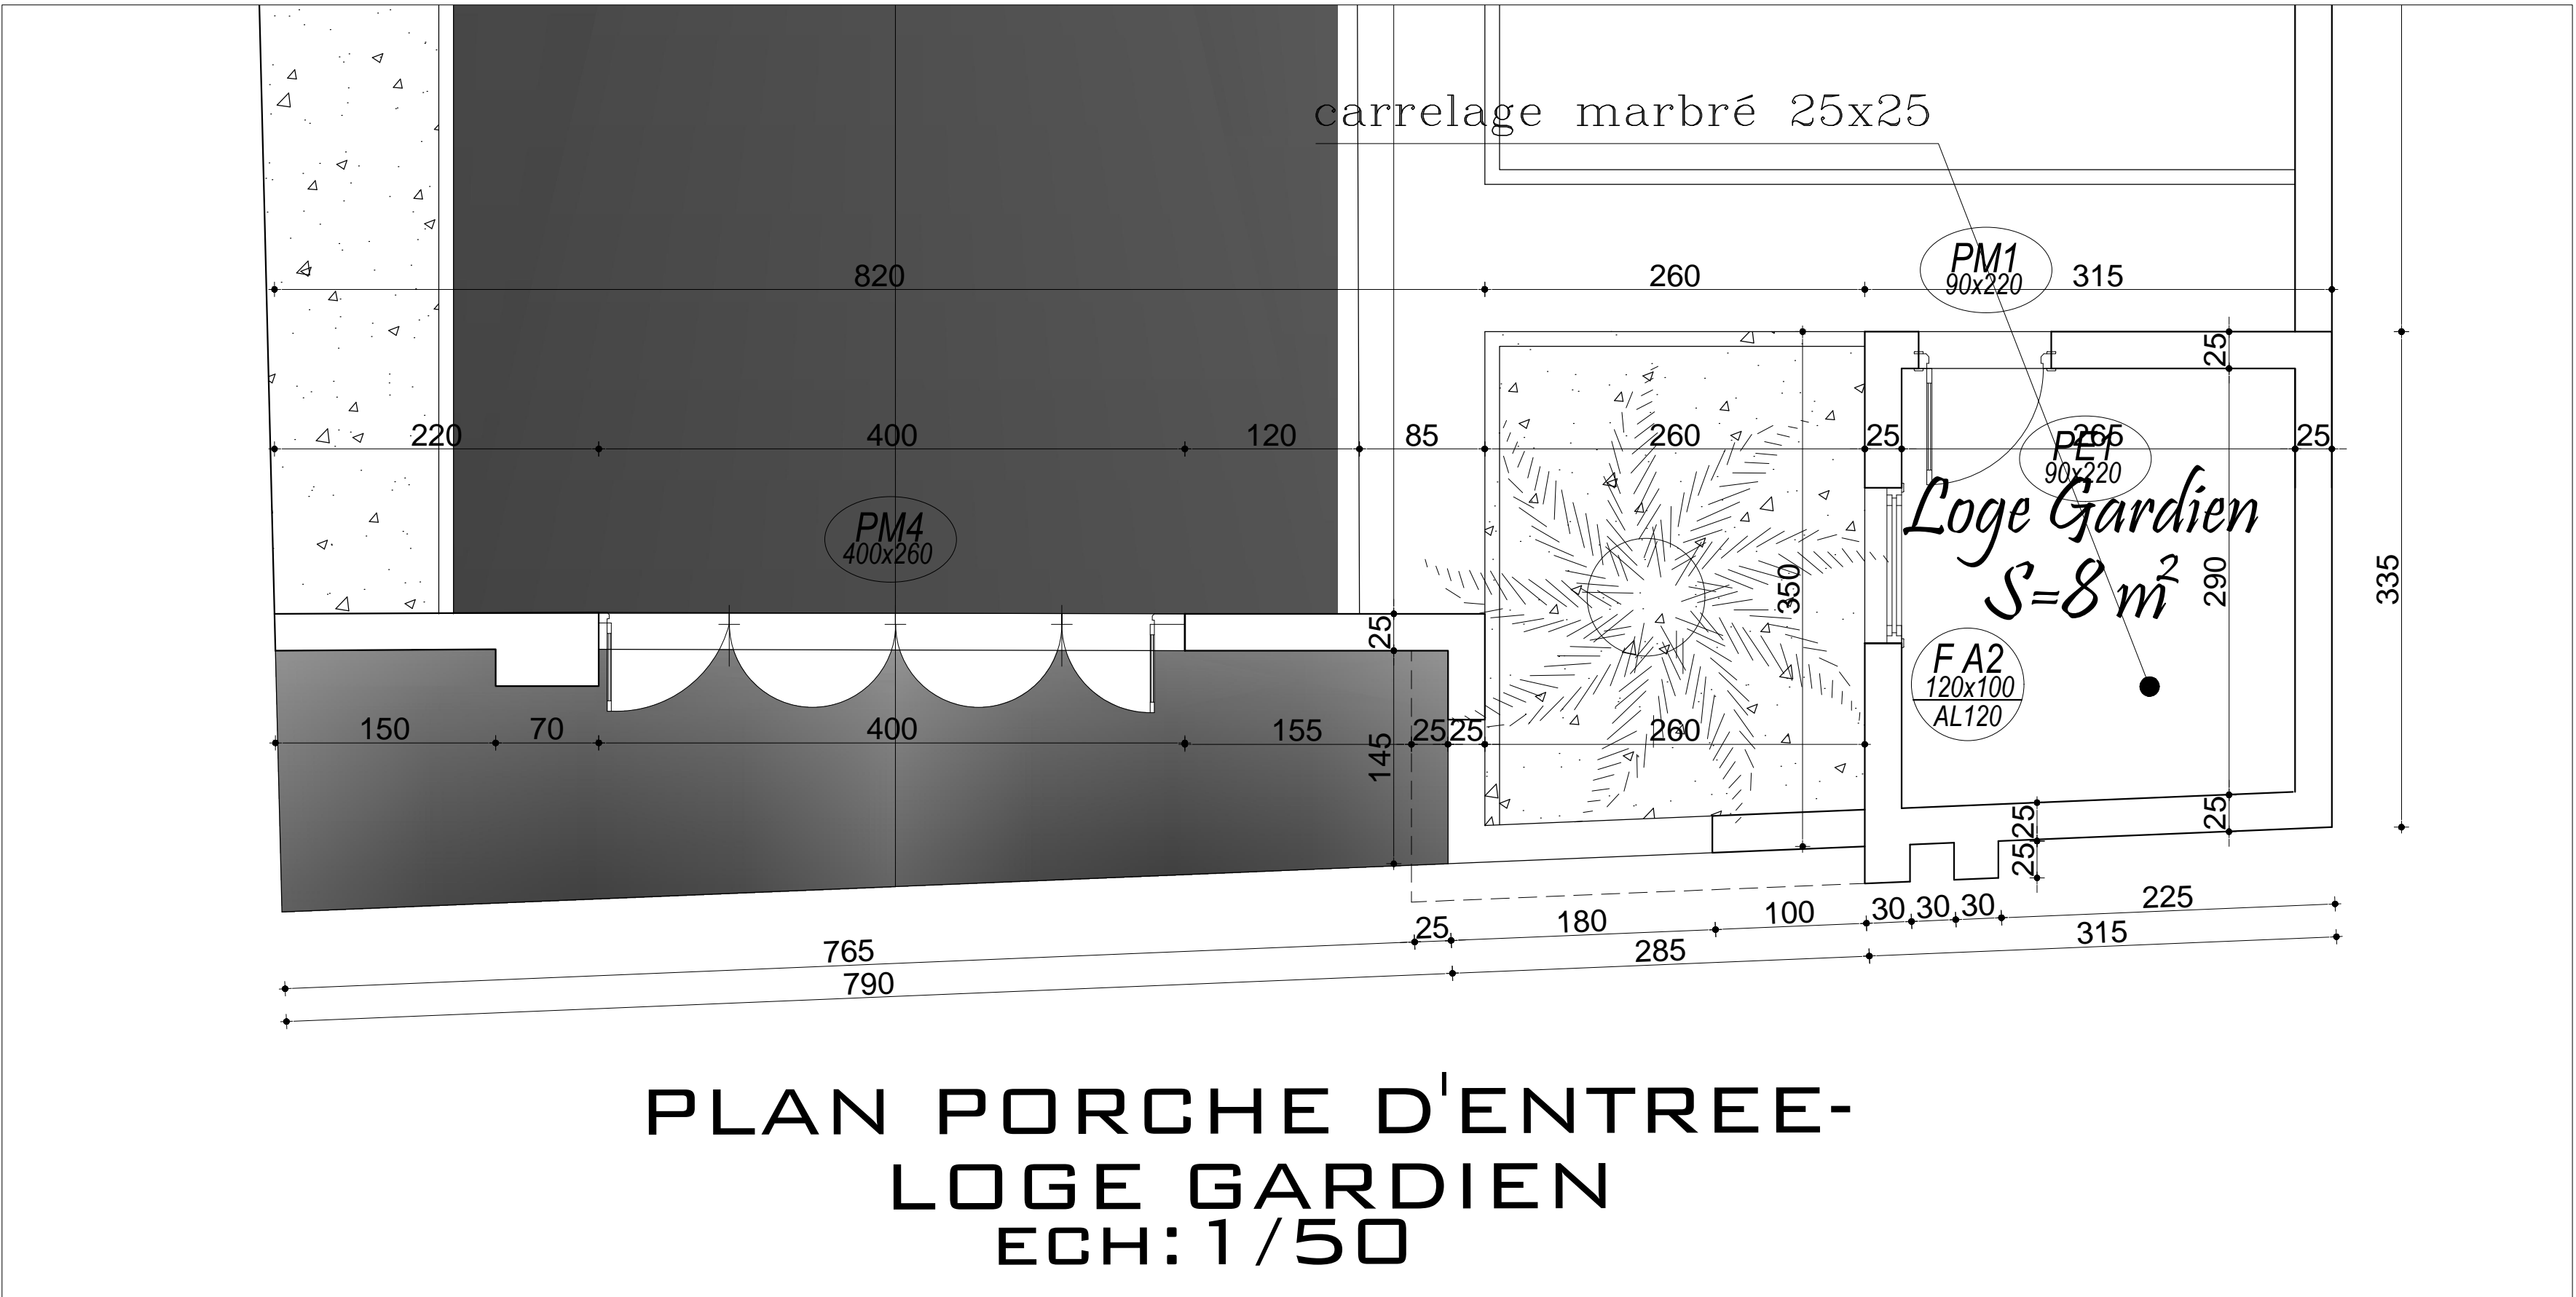 carrelage marbré 25x25
PM1
90x220
820
260
315
25
220
400
120
85
260
25
265
25
PE1
90x220
Loge Gardien
S=8 m²
PM4
400x260
350
290
335
25
F A2
120x100
AL120
150
70
400
155
25
25
260
145
25
25
25
25
180
100
30
30
30
225
765
285
315
790
PLAN PORCHE D'ENTREE-
LOGE GARDIEN
ECH:1/50